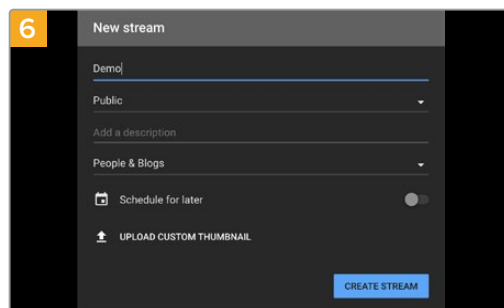 6
New stream
Demo
Public
Add a description
People & Blogs
Schedule for later
UPLOAD CUSTOM THUMBNAIL
CREATE STREAM